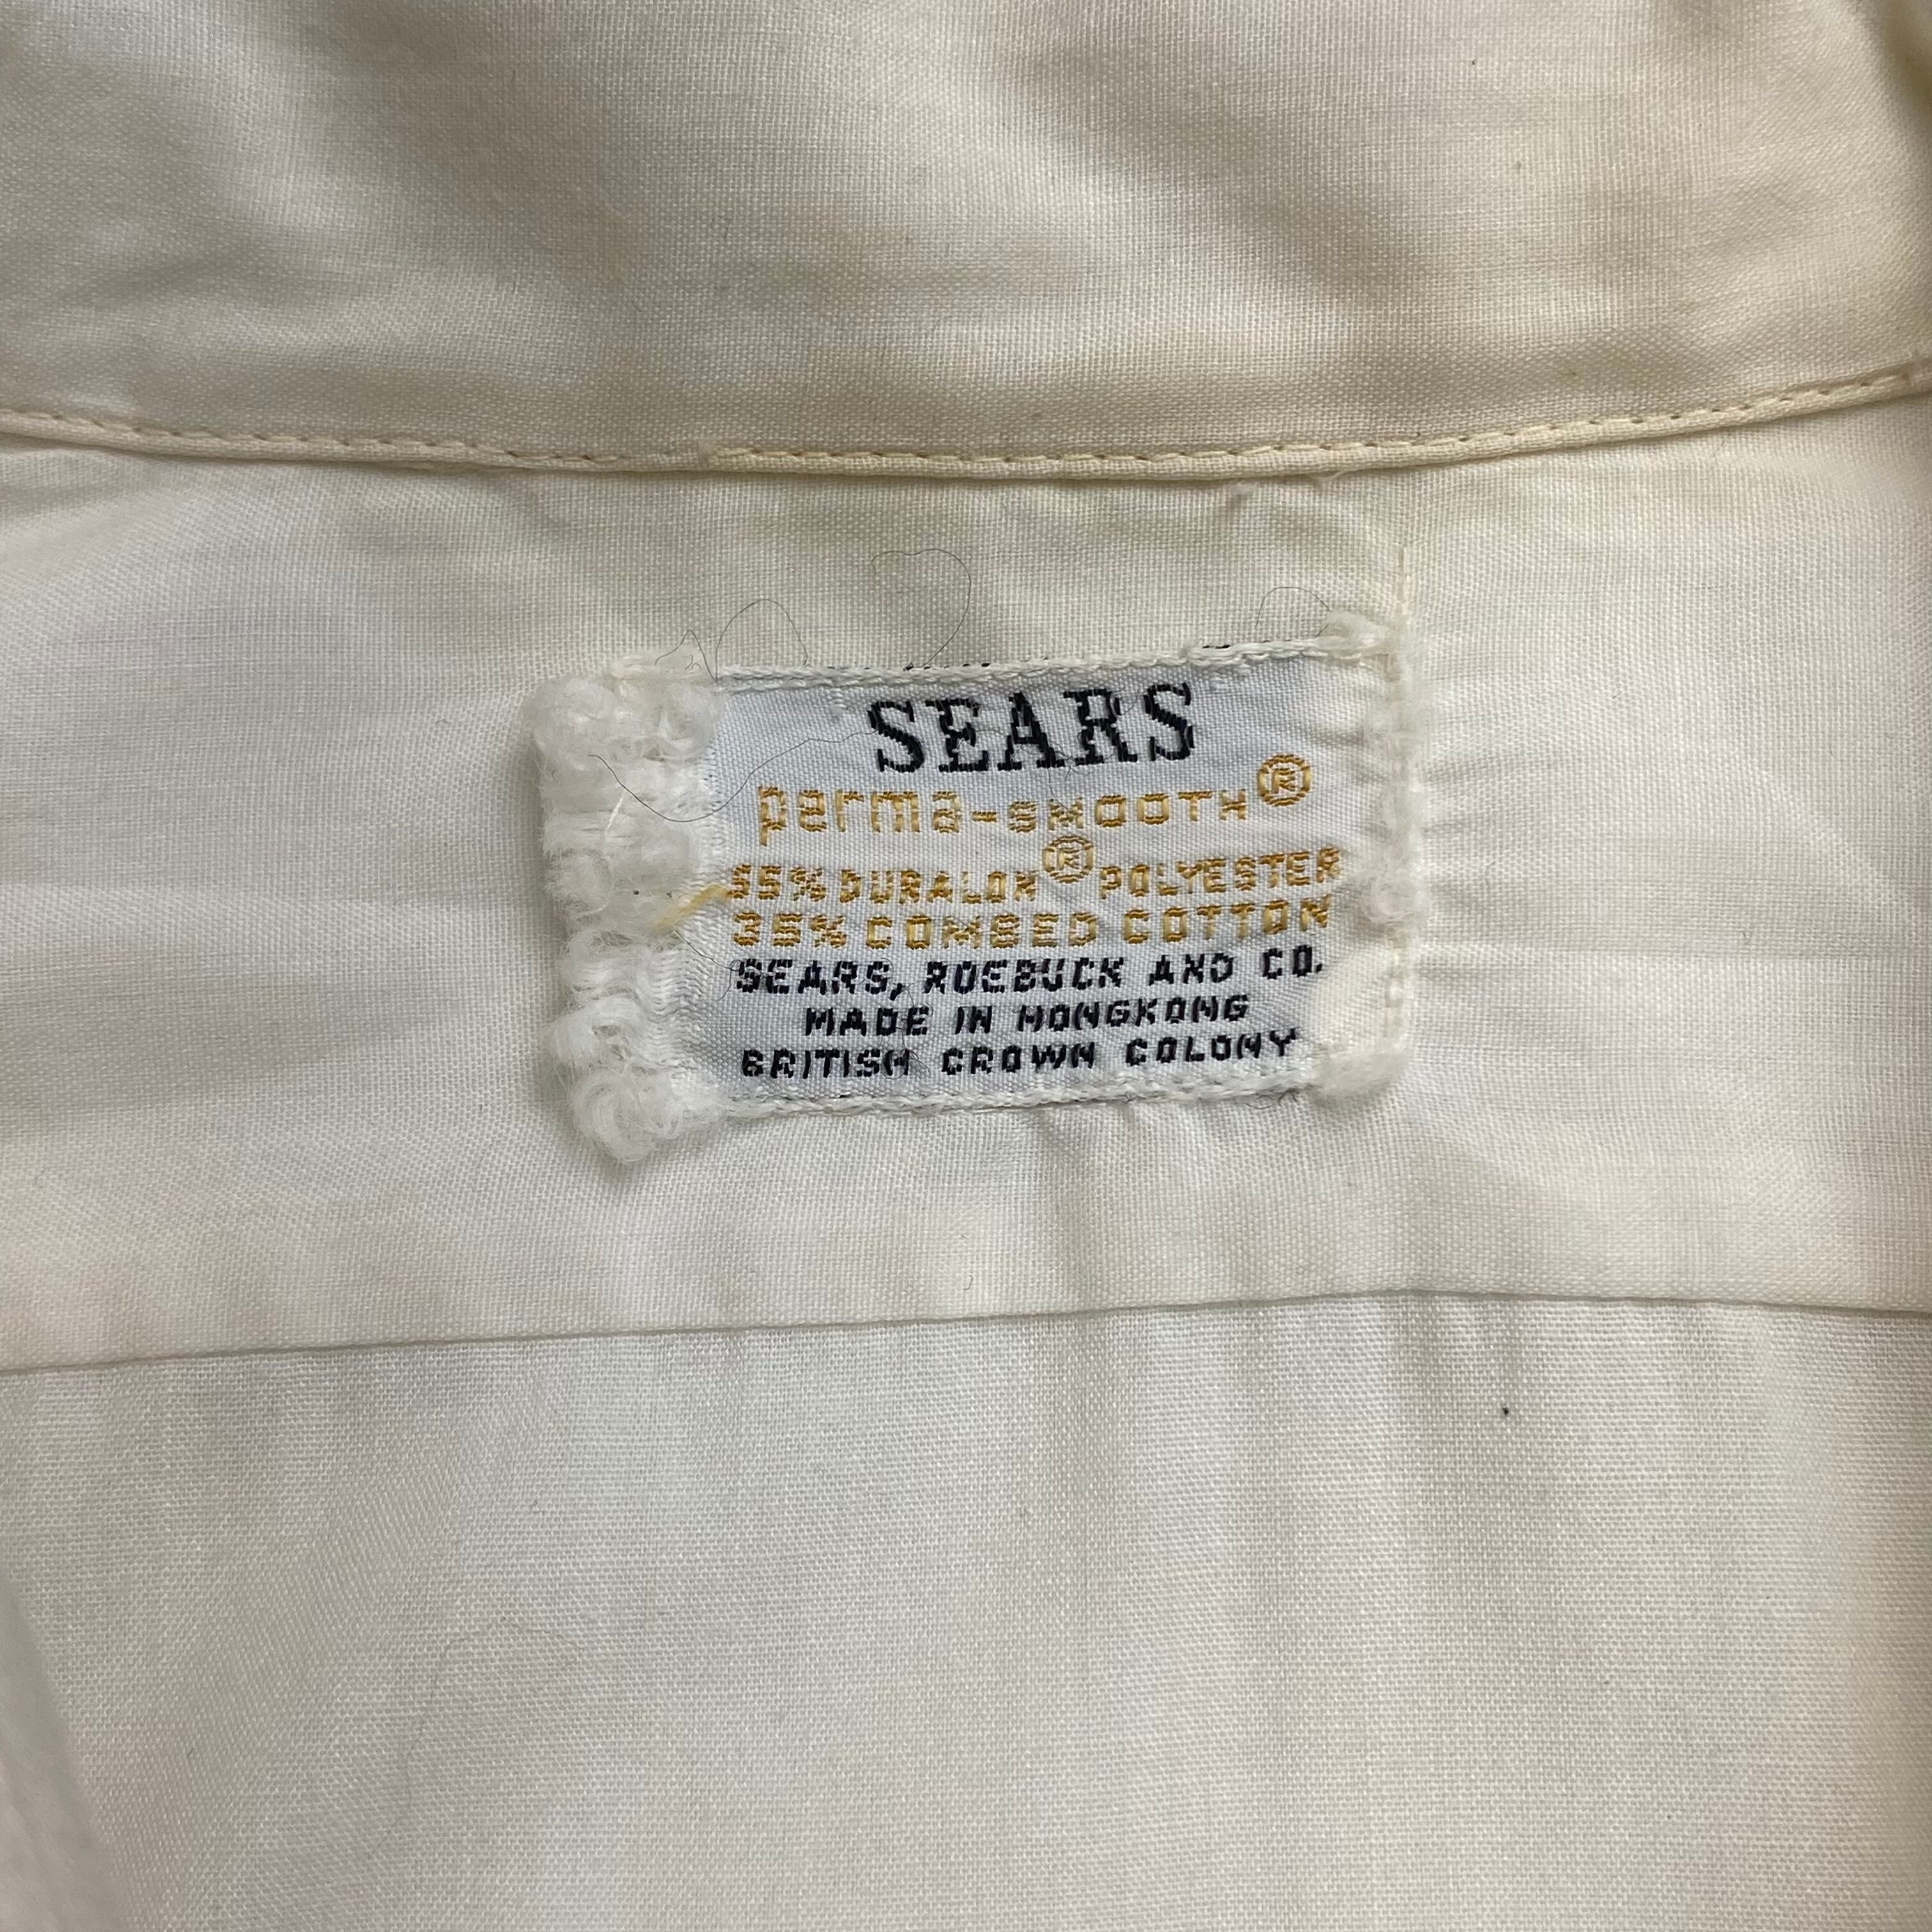 SEARS
perma-smooth®
65% DURALON® POLYESTER
35% COMBED COTTON
SEARS, ROEBUCK AND CO.
MADE IN HONGKONG
BRITISH CROWN COLONY